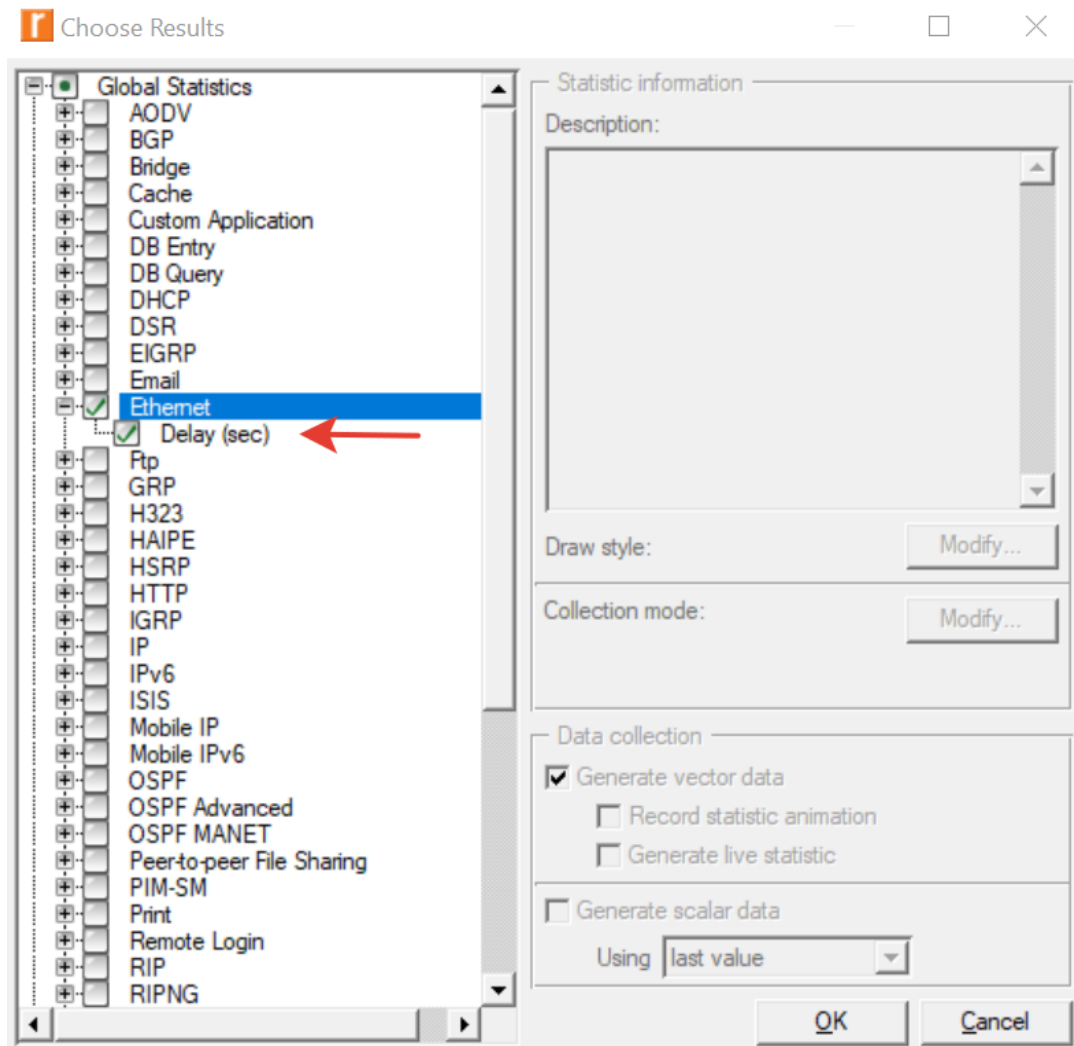 r Choose Results
Global Statistics
AODV
BGP
Bridge
Cache
Custom Application
DB Entry
DB Query
DHCP
DSR
EIGRP
Email
Ethernet
Delay (sec)
Ftp
GRP
H323
HAIPE
HSRP
HTTP
IGRP
IP
IPv6
ISIS
Mobile IP
Mobile IPv6
OSPF
OSPF Advanced
OSPF MANET
Peer-to-peer File Sharing
PIM-SM
Print
Remote Login
RIP
RIPNG
Statistic information
Description:
Draw style:
Modify...
Collection mode:
Modify...
Data collection
Generate vector data
Record statistic animation
Generate live statistic
Generate scalar data
Using last value
OK Cancel